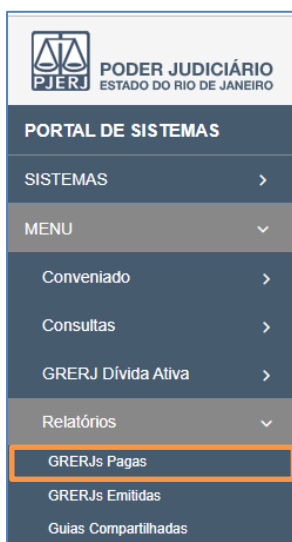 PJERJ
PODER JUDICIÁRIO
ESTADO DO RIO DE JANEIRO
PORTAL DE SISTEMAS
SISTEMAS
MENU
Conveniado
Consultas
GRERJ Dívida Ativa
Relatórios
GRERJs Pagas
GRERJs Emitidas
Guias Compartilhadas